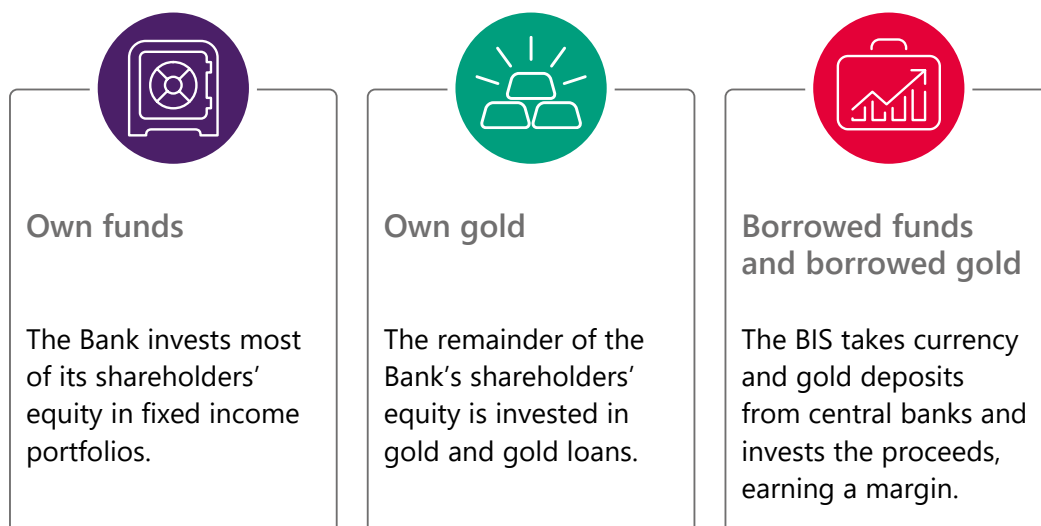 Own funds
The Bank invests most
of its shareholders’
equity in fixed income
portfolios.
Own gold
The remainder of the
Bank’s shareholders’
equity is invested in
gold and gold loans.
Borrowed funds
and borrowed gold
The BIS takes currency
and gold deposits
from central banks and
invests the proceeds,
earning a margin.